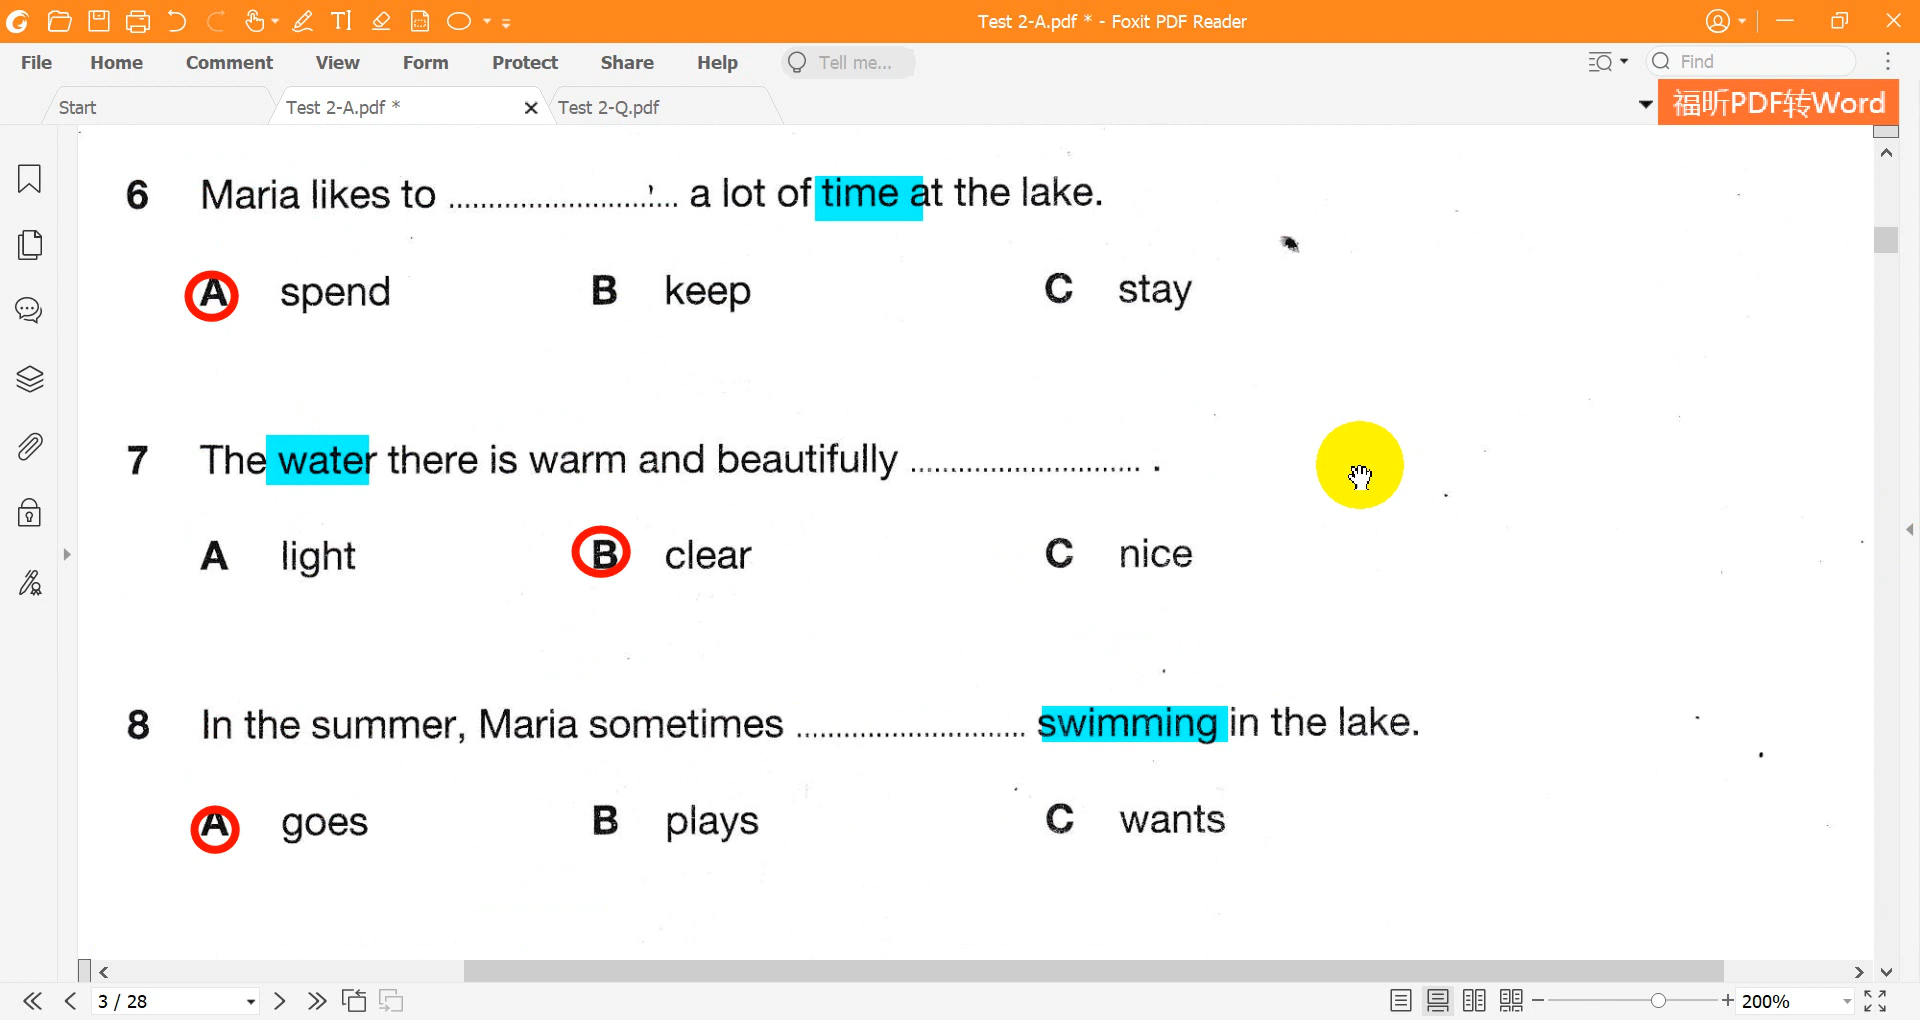 Test 2-A.pdf * - Foxit PDF Reader
File Home Comment View Form Protect Share Help Tell me... Find
Start Test 2-A.pdf * Test 2-Q.pdf 福昕PDF转Word
6 Maria likes to ............................ a lot of time at the lake.
A spend B keep C stay
7 The water there is warm and beautifully ............................ .
A light B clear C nice
8 In the summer, Maria sometimes ............................ swimming in the lake.
A goes B plays C wants
3 / 28 200%